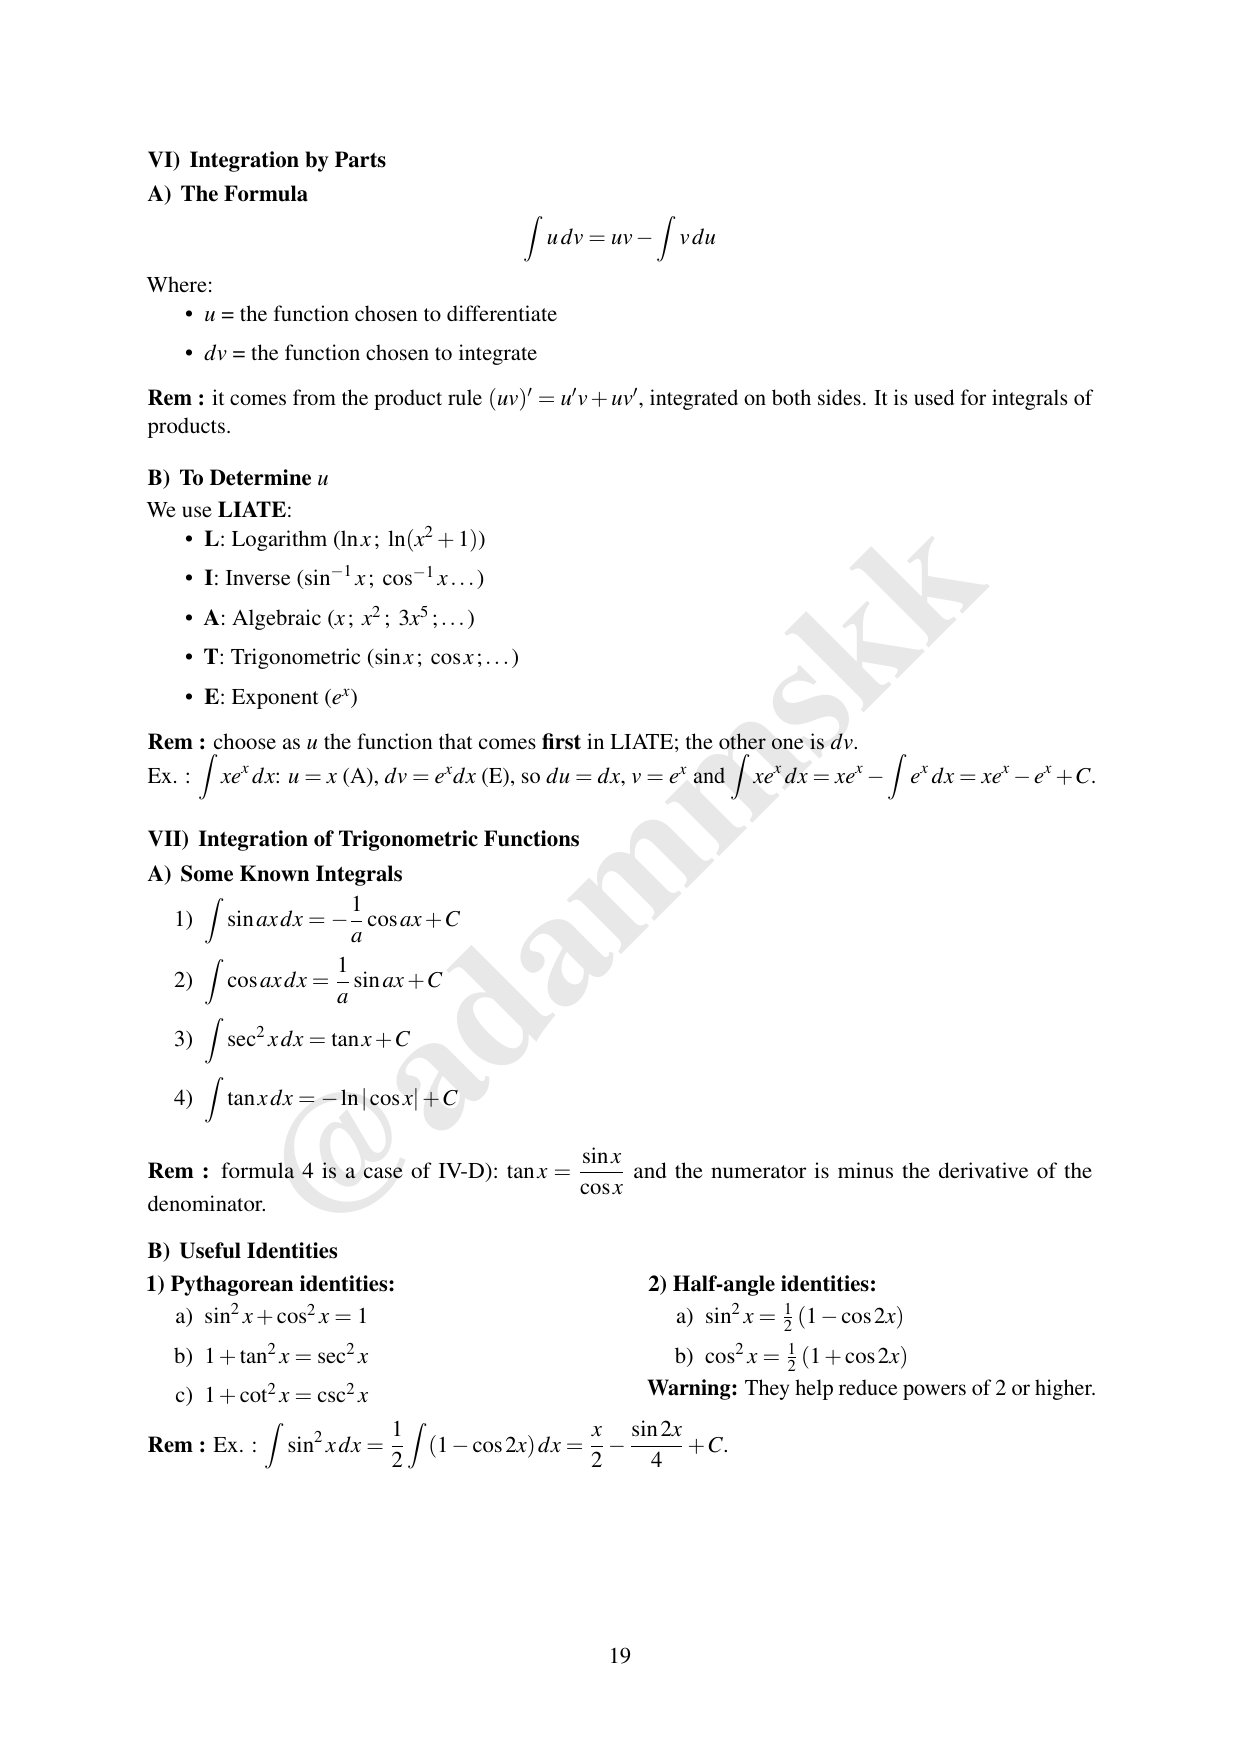 VI) Integration by Parts
A) The Formula
∫ u dv = uv − ∫ v du
Where:
• u = the function chosen to differentiate
• dv = the function chosen to integrate
Rem : it comes from the product rule (uv)′ = u′v + uv′, integrated on both sides. It is used for integrals of
products.
B) To Determine u
We use LIATE:
• L: Logarithm (ln x ; ln(x² + 1))
• I: Inverse (sin⁻¹ x ; cos⁻¹ x . . . )
• A: Algebraic (x ; x² ; 3x⁵ ; . . . )
• T: Trigonometric (sin x ; cos x ; . . . )
• E: Exponent (eˣ)
Rem : choose as u the function that comes first in LIATE; the other one is dv.
Ex. : ∫ xeˣ dx: u = x (A), dv = eˣdx (E), so du = dx, v = eˣ and ∫ xeˣ dx = xeˣ − ∫ eˣ dx = xeˣ − eˣ + C.
VII) Integration of Trigonometric Functions
A) Some Known Integrals
1) ∫ sin ax dx = −1/a cos ax + C
2) ∫ cos ax dx = 1/a sin ax + C
3) ∫ sec² x dx = tan x + C
4) ∫ tan x dx = − ln | cos x| + C
Rem : formula 4 is a case of IV-D): tan x = sin x/cos x and the numerator is minus the derivative of the
denominator.
B) Useful Identities
1) Pythagorean identities:
a) sin² x + cos² x = 1
b) 1 + tan² x = sec² x
c) 1 + cot² x = csc² x
2) Half-angle identities:
a) sin² x = 1/2 (1 − cos 2x)
b) cos² x = 1/2 (1 + cos 2x)
Warning: They help reduce powers of 2 or higher.
Rem : Ex. : ∫ sin² x dx = 1/2 ∫ (1 − cos 2x) dx = x/2 − sin 2x/4 + C.
19
@adammskk